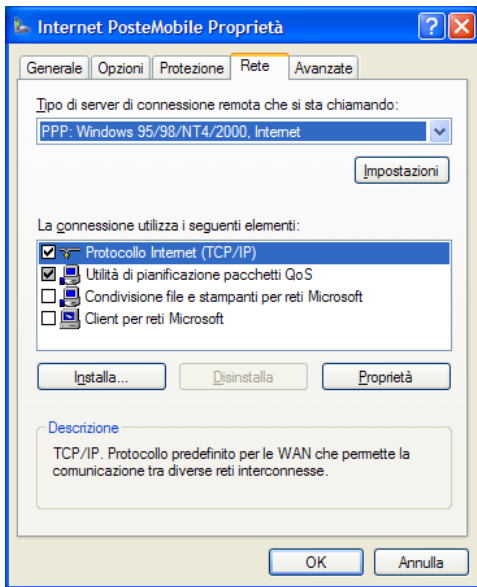 Internet PosteMobile Proprietà
Generale Opzioni Protezione Rete Avanzate
Tipo di server di connessione remota che si sta chiamando:
PPP: Windows 95/98/NT4/2000, Internet
Impostazioni
La connessione utilizza i seguenti elementi:
Protocollo Internet (TCP/IP)
Utilità di pianificazione pacchetti QoS
Condivisione file e stampanti per reti Microsoft
Client per reti Microsoft
Installa... Disinstalla Proprietà
Descrizione
TCP/IP. Protocollo predefinito per le WAN che permette la
comunicazione tra diverse reti interconnesse.
OK Annulla